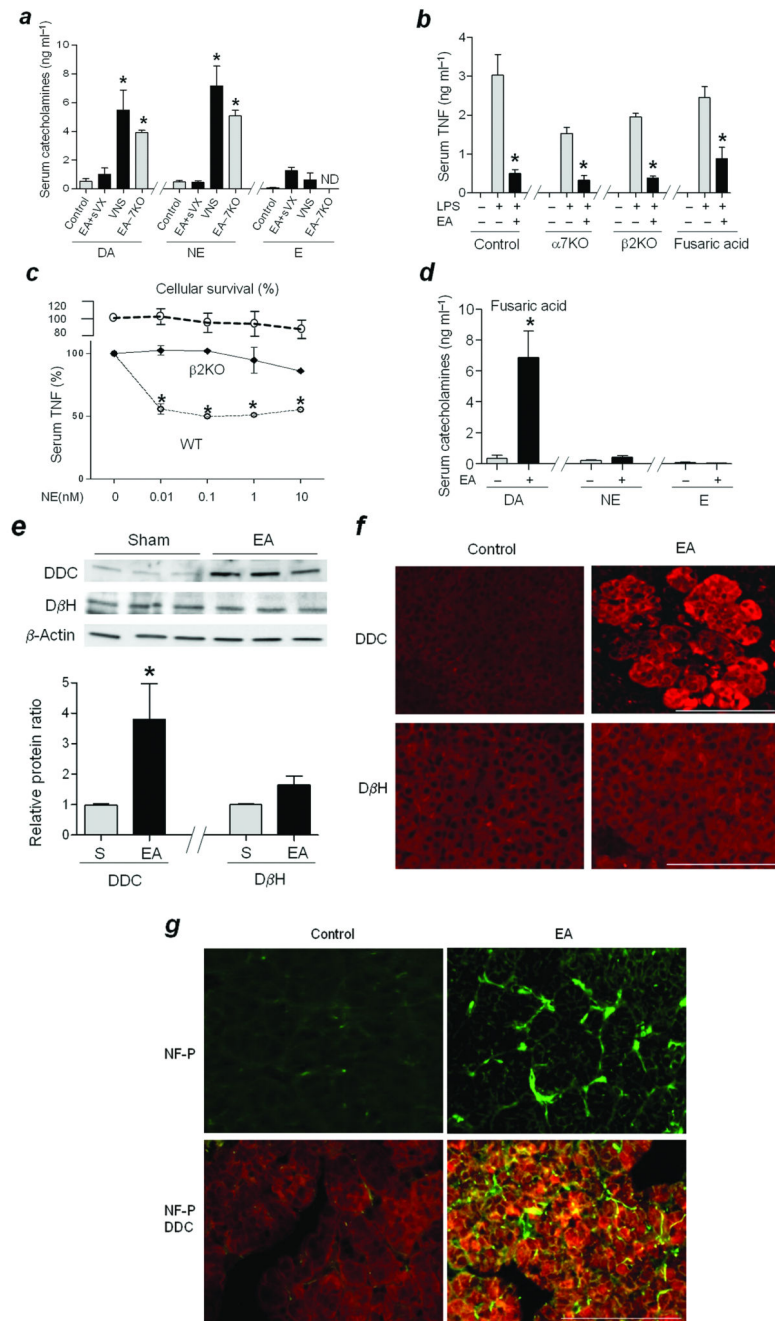 a
Serum catecholamines (ng ml⁻¹)
10
8
6
4
2
0
* * * *
ND
Control EA+sVX VNS EA–7KO Control EA+sVX VNS EA–7KO Control EA+sVX VNS EA–7KO
DA NE E
b
Serum TNF (ng ml⁻¹)
4
3
2
1
0
* * * *
LPS – + + – + + – + + – + +
EA – – + – – + – – + – – +
Control α7KO β2KO Fusaric acid
c
Cellular survival (%)
120
100
80
Serum TNF (%)
100
50
β2KO
* * * *
WT
NE(nM) 0 0.01 0.1 1 10
d
Serum catecholamines (ng ml⁻¹)
10
8
6
4
2
0
Fusaric acid
*
EA – + – + – +
DA NE E
e
Sham EA
DDC
DβH
β-Actin
Relative protein ratio
6
5
4
3
2
1
0
*
S EA S EA
DDC DβH
f
Control EA
DDC
DβH
g
Control EA
NF-P
NF-P
DDC